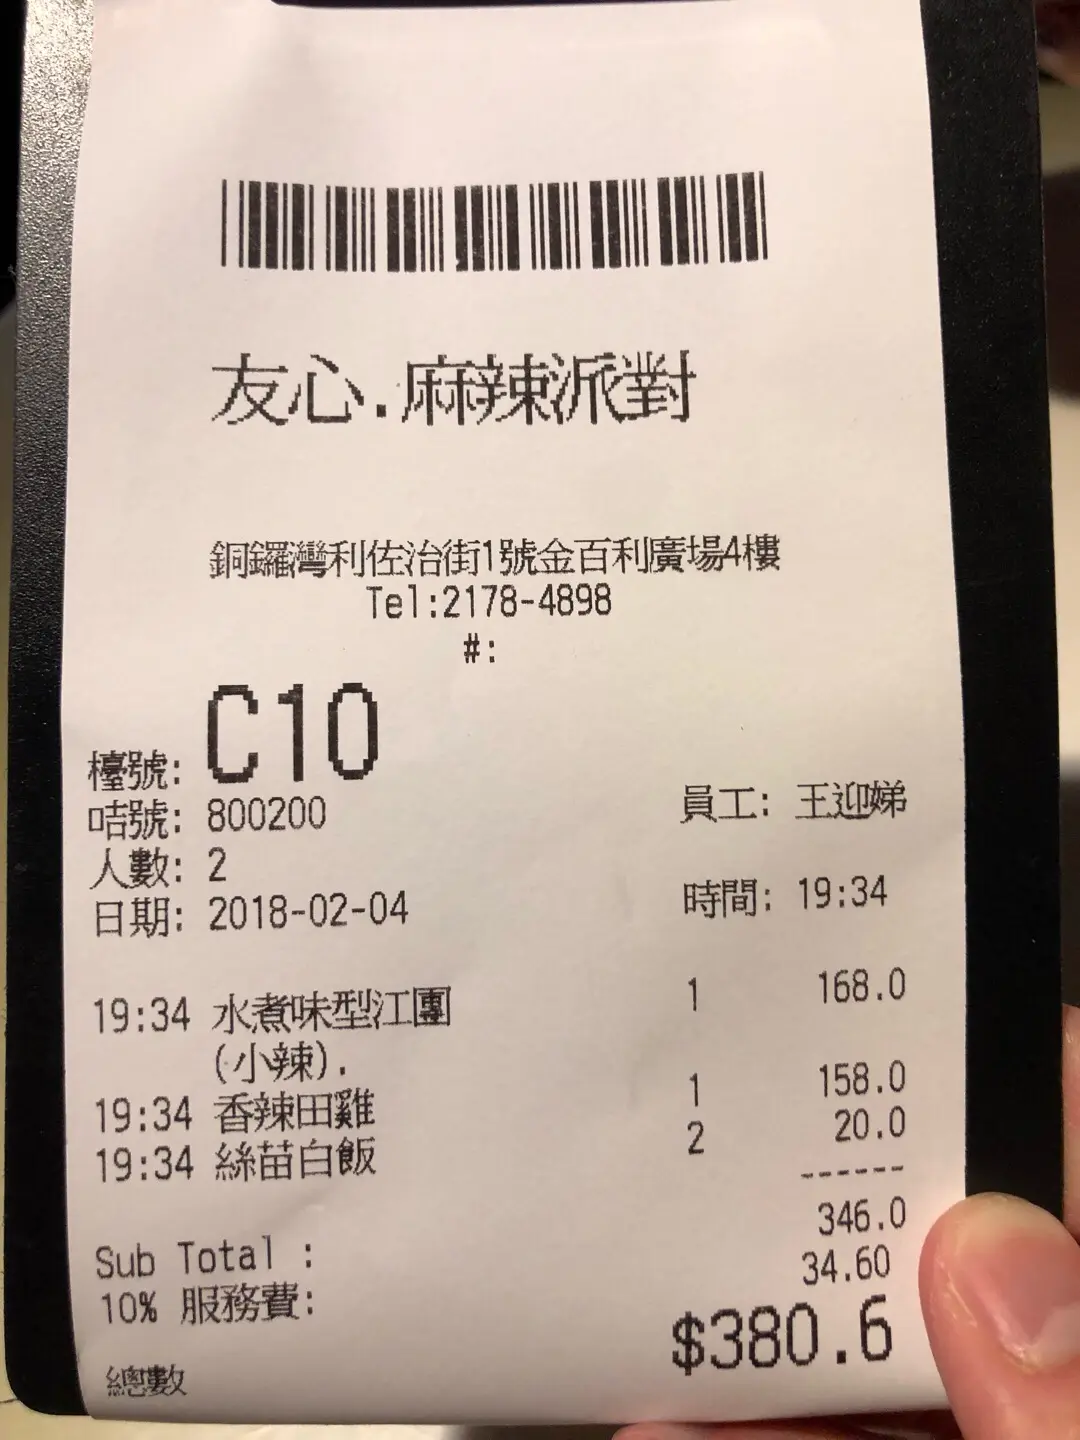 友心.麻辣派對
銅鑼灣利佐治街1號金百利廣場4樓
Tel:2178-4898
#:
檯號: C10
咭號: 800200 員工: 王迎娣
人數: 2
日期: 2018-02-04 時間: 19:34
19:34 水煮味型江團 1 168.0
(小辣).
19:34 香辣田雞 1 158.0
19:34 絲苗白飯 2 20.0
------
Sub Total : 346.0
10% 服務費: 34.60
總數 $380.6